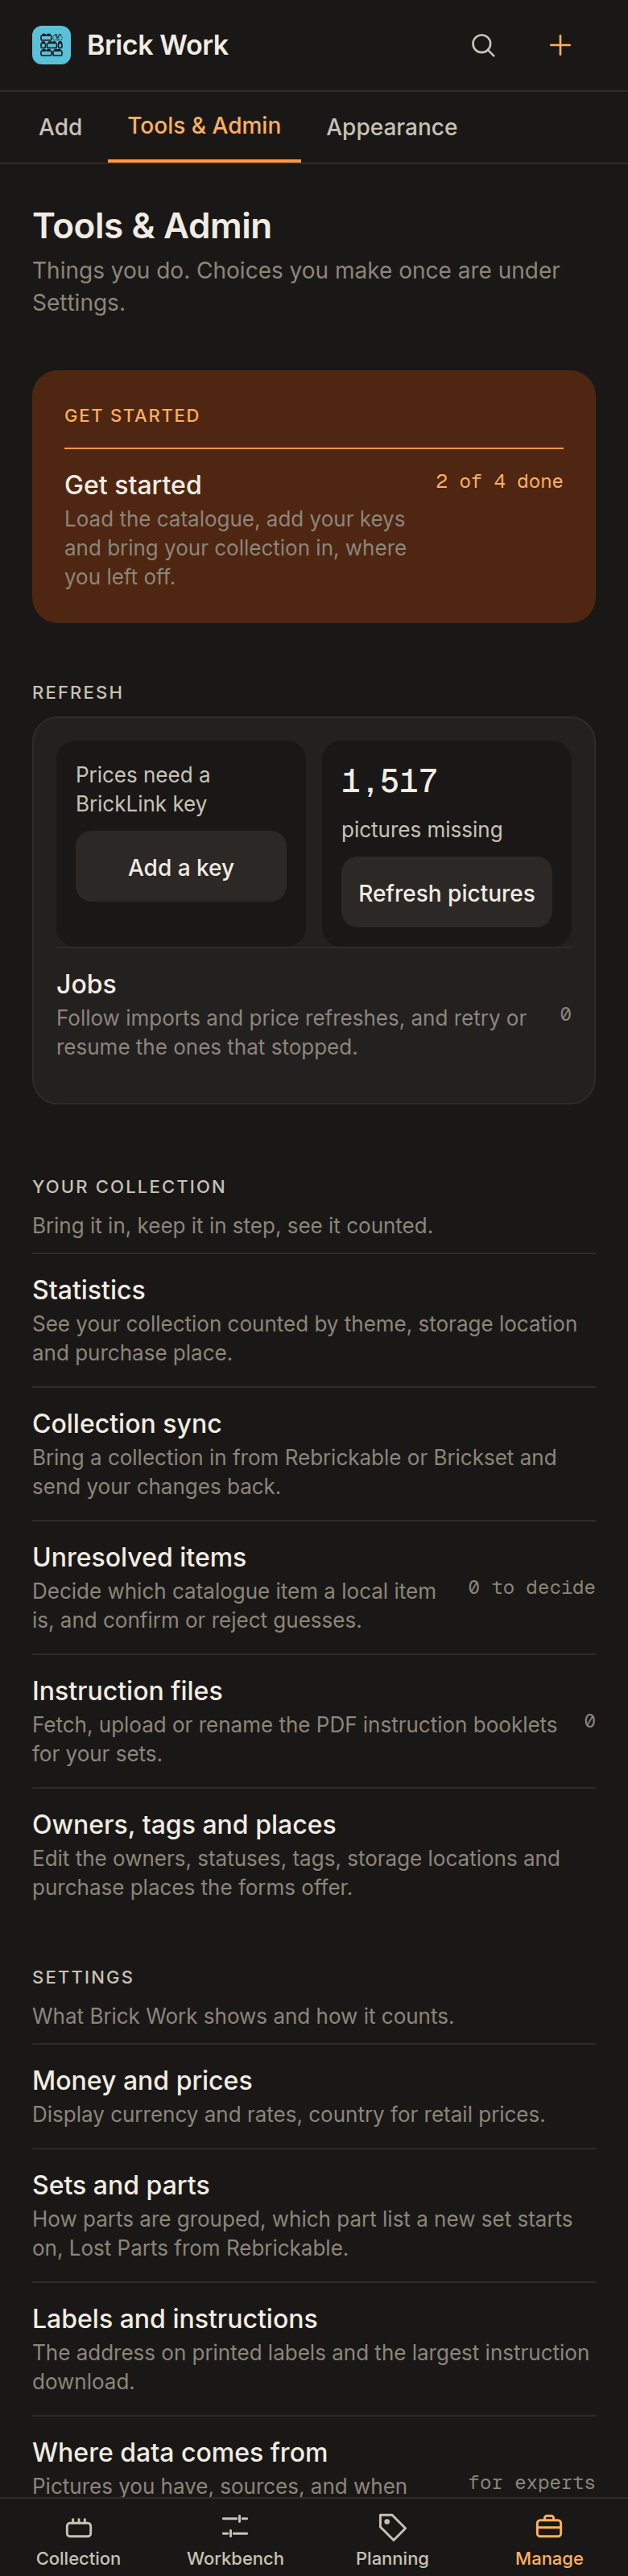 Brick Work
Add
Tools & Admin
Appearance
Tools & Admin
Things you do. Choices you make once are under
Settings.
GET STARTED
Get started
2 of 4 done
Load the catalogue, add your keys
and bring your collection in, where
you left off.
REFRESH
Prices need a
BrickLink key
Add a key
1,517
pictures missing
Refresh pictures
Jobs
Follow imports and price refreshes, and retry or
resume the ones that stopped.
0
YOUR COLLECTION
Bring it in, keep it in step, see it counted.
Statistics
See your collection counted by theme, storage location
and purchase place.
Collection sync
Bring a collection in from Rebrickable or Brickset and
send your changes back.
Unresolved items
Decide which catalogue item a local item
is, and confirm or reject guesses.
0 to decide
Instruction files
Fetch, upload or rename the PDF instruction booklets
for your sets.
0
Owners, tags and places
Edit the owners, statuses, tags, storage locations and
purchase places the forms offer.
SETTINGS
What Brick Work shows and how it counts.
Money and prices
Display currency and rates, country for retail prices.
Sets and parts
How parts are grouped, which part list a new set starts
on, Lost Parts from Rebrickable.
Labels and instructions
The address on printed labels and the largest instruction
download.
Where data comes from
Pictures you have, sources, and when
for experts
Collection
Workbench
Planning
Manage